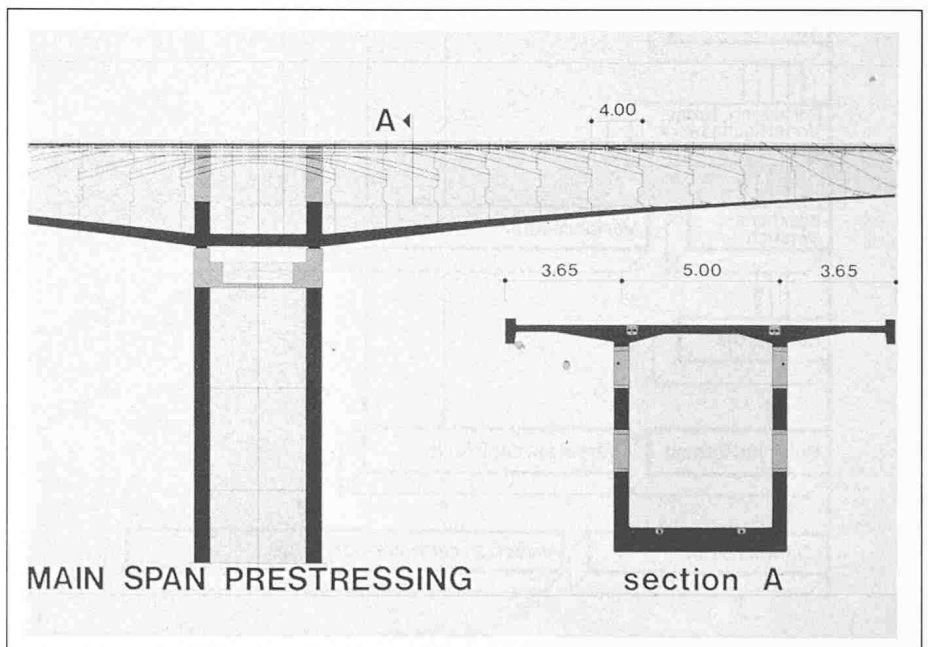 A
4.00
3.65 5.00 3.65
MAIN SPAN PRESTRESSING
section A